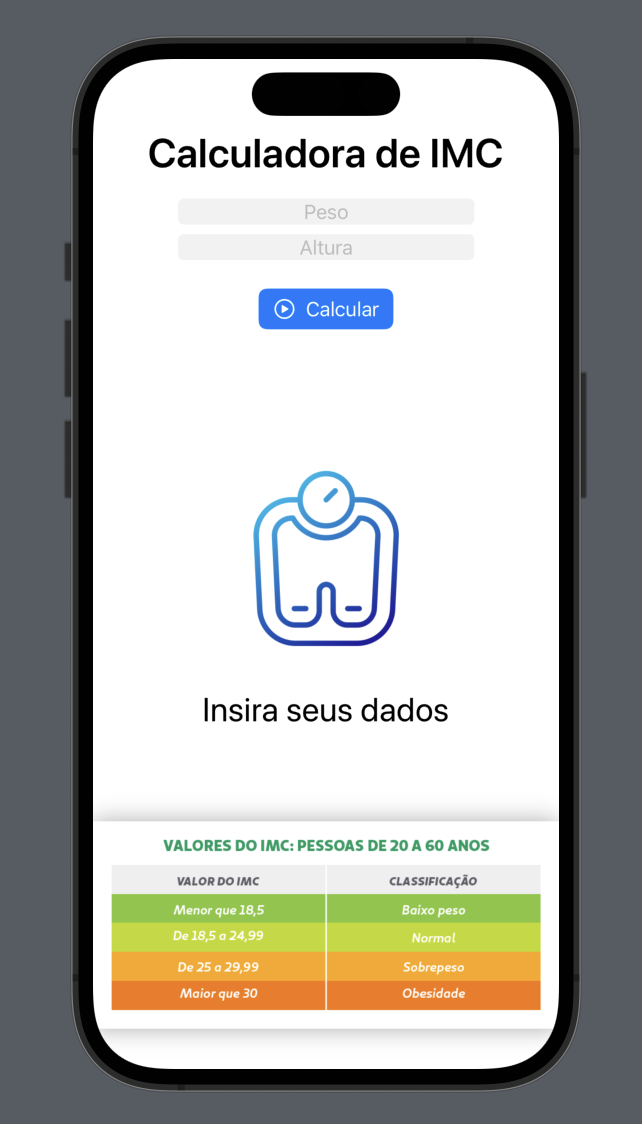 Calculadora de IMC
Peso
Altura
Calcular
Insira seus dados
VALORES DO IMC: PESSOAS DE 20 A 60 ANOS
VALOR DO IMC CLASSIFICAÇÃO
Menor que 18,5 Baixo peso
De 18,5 a 24,99 Normal
De 25 a 29,99 Sobrepeso
Maior que 30 Obesidade